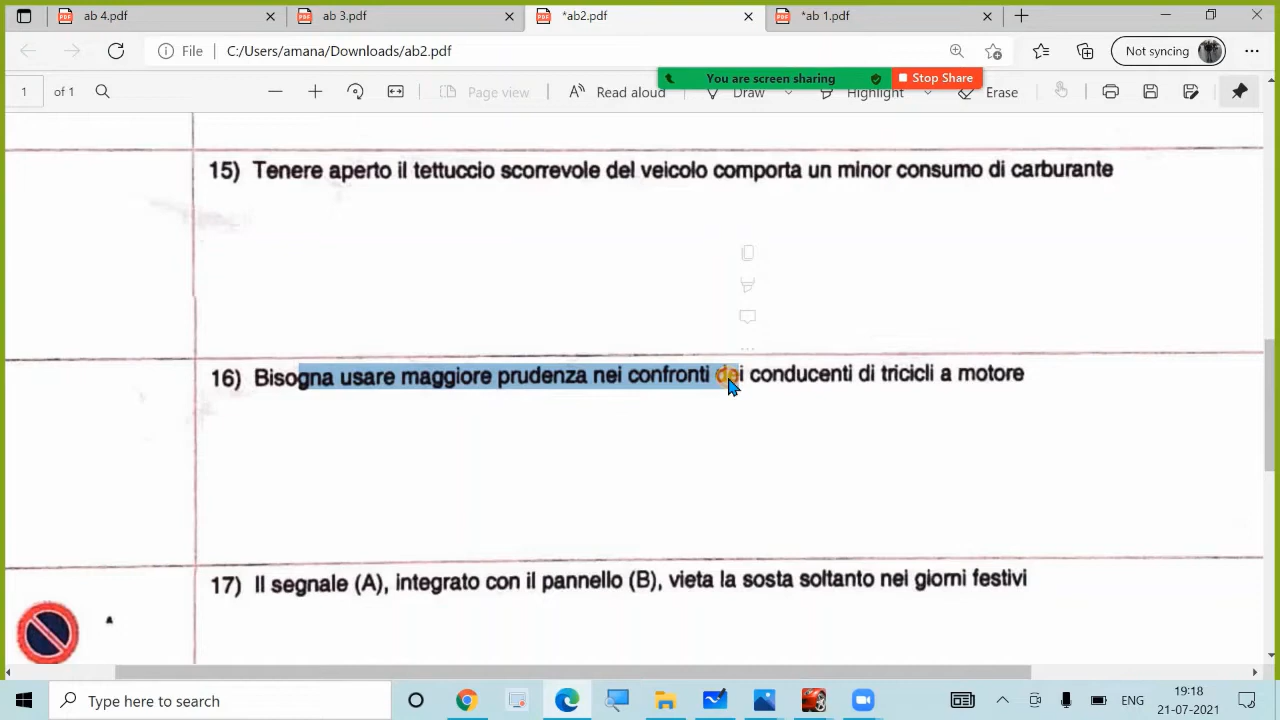 ab 4.pdf
ab 3.pdf
*ab2.pdf
*ab 1.pdf
File
C:/Users/amana/Downloads/ab2.pdf
Not syncing
You are screen sharing
Stop Share
1 of 1
Page view
Read aloud
Draw
Highlight
Erase
15) Tenere aperto il tettuccio scorrevole del veicolo comporta un minor consumo di carburante
16) Bisogna usare maggiore prudenza nei confronti dei conducenti di tricicli a motore
17) Il segnale (A), integrato con il pannello (B), vieta la sosta soltanto nei giorni festivi
A
Type here to search
ENG
19:18
21-07-2021